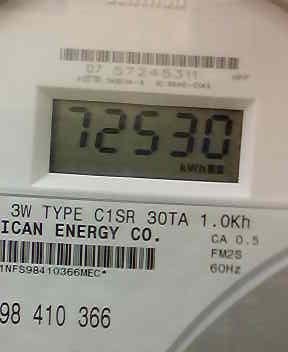 07 57245311
72530
kWh
3W TYPE C1SR 30TA 1.0Kh
ICAN ENERGY CO.
CA 0.5
FM2S
60Hz
1NFS98410366MEC*
98 410 366